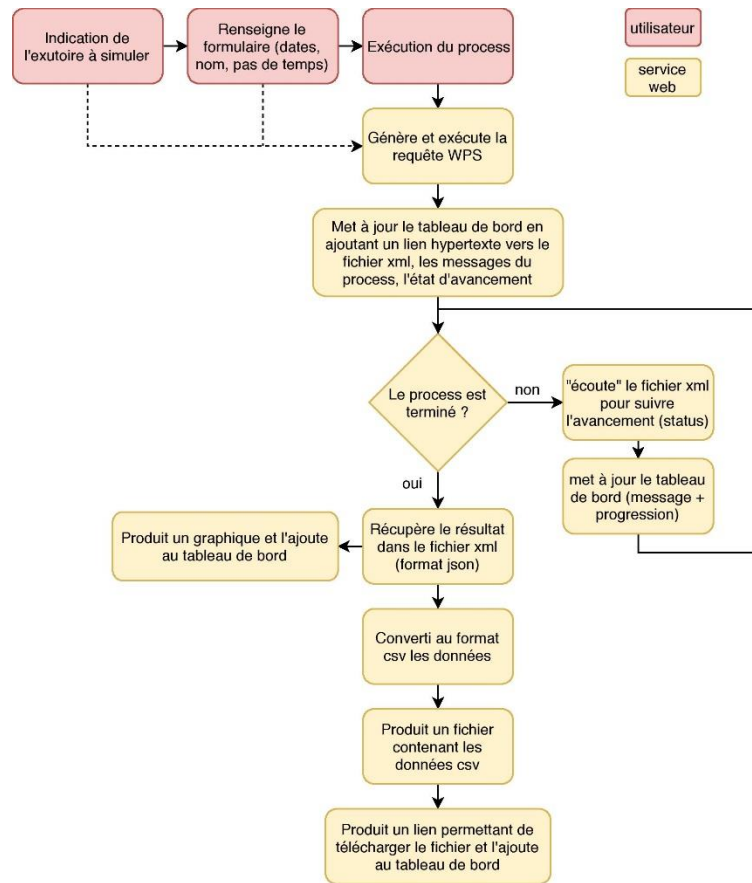 Indication de
l'exutoire à simuler
Renseigne le
formulaire (dates,
nom, pas de temps)
Exécution du process
utilisateur
service
web
Génère et exécute la
requête WPS
Met à jour le tableau de bord en
ajoutant un lien hypertexte vers le
fichier xml, les messages du
process, l'état d'avancement
Le process est
terminé ?
non
"écoute" le fichier xml
pour suivre
l'avancement (status)
met à jour le tableau
de bord (message +
progression)
oui
Produit un graphique et l'ajoute
au tableau de bord
Récupère le résultat
dans le fichier xml
(format json)
Converti au format
csv les données
Produit un fichier
contenant les
données csv
Produit un lien permettant de
télécharger le fichier et l'ajoute
au tableau de bord